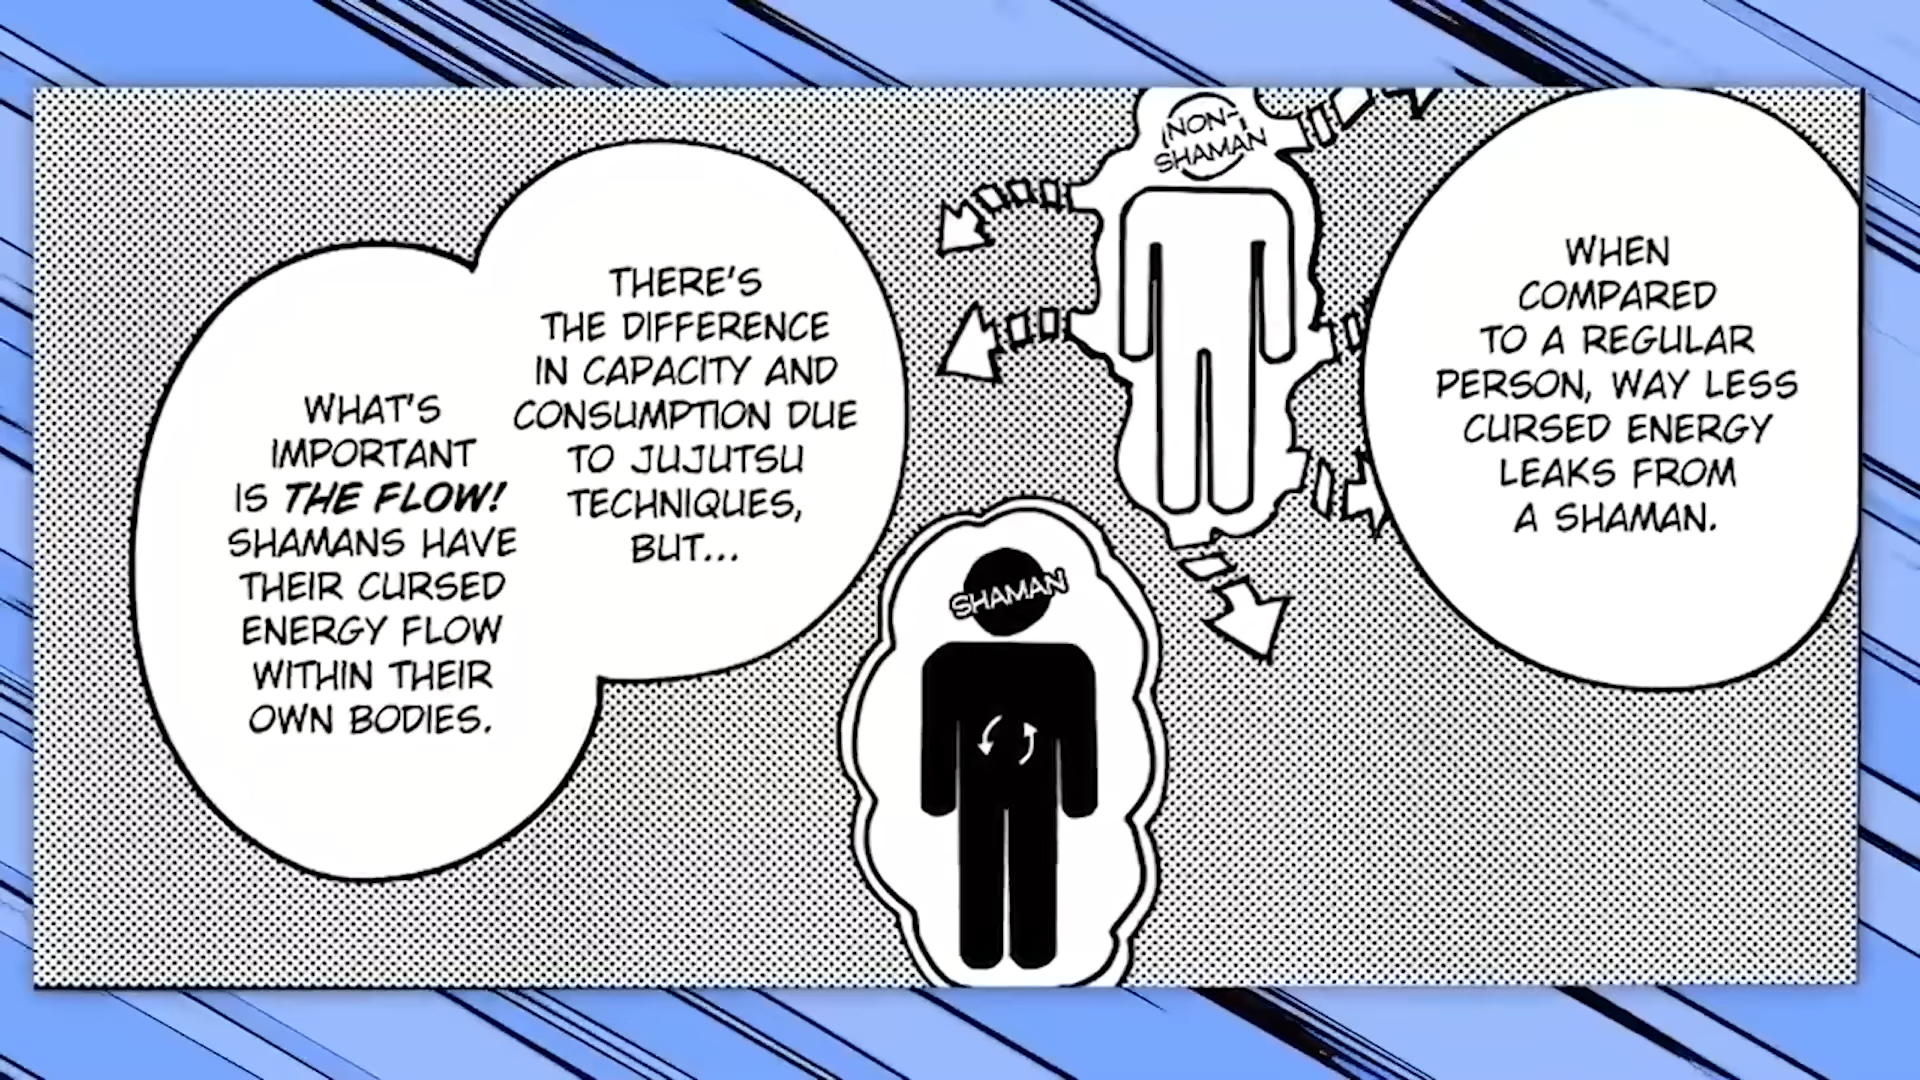 NON-
SHAMAN
WHEN
COMPARED
TO A REGULAR
PERSON, WAY LESS
CURSED ENERGY
LEAKS FROM
A SHAMAN.
THERE'S
THE DIFFERENCE
IN CAPACITY AND
CONSUMPTION DUE
TO JUJUTSU
TECHNIQUES,
BUT...
WHAT'S
IMPORTANT
IS THE FLOW!
SHAMANS HAVE
THEIR CURSED
ENERGY FLOW
WITHIN THEIR
OWN BODIES.
SHAMAN